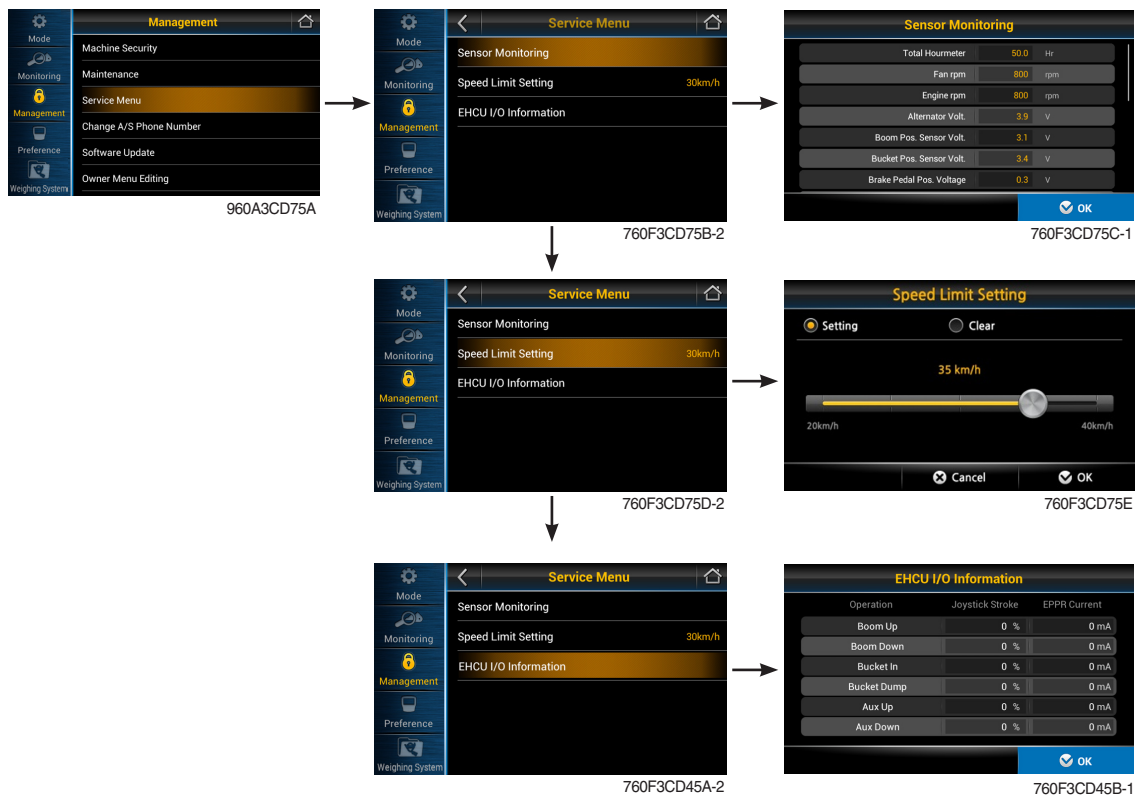 Management
Mode
Monitoring
Management
Preference
Weighing System
Machine Security
Maintenance
Service Menu
Change A/S Phone Number
Software Update
Owner Menu Editing
960A3CD75A
Service Menu
Mode
Monitoring
Management
Preference
Weighing System
Sensor Monitoring
Speed Limit Setting 30km/h
EHCU I/O Information
760F3CD75B-2
Sensor Monitoring
Total Hourmeter 50.0 Hr
Fan rpm 800 rpm
Engine rpm 800 rpm
Alternator Volt. 3.9 V
Boom Pos. Sensor Volt. 3.1 V
Bucket Pos. Sensor Volt. 3.4 V
Brake Pedal Pos. Voltage 0.3 V
OK
760F3CD75C-1
Service Menu
Mode
Monitoring
Management
Preference
Weighing System
Sensor Monitoring
Speed Limit Setting 30km/h
EHCU I/O Information
760F3CD75D-2
Speed Limit Setting
Setting Clear
35 km/h
20km/h 40km/h
Cancel OK
760F3CD75E
Service Menu
Mode
Monitoring
Management
Preference
Weighing System
Sensor Monitoring
Speed Limit Setting 30km/h
EHCU I/O Information
760F3CD45A-2
EHCU I/O Information
Operation Joystick Stroke EPPR Current
Boom Up 0 % 0 mA
Boom Down 0 % 0 mA
Bucket In 0 % 0 mA
Bucket Dump 0 % 0 mA
Aux Up 0 % 0 mA
Aux Down 0 % 0 mA
OK
760F3CD45B-1